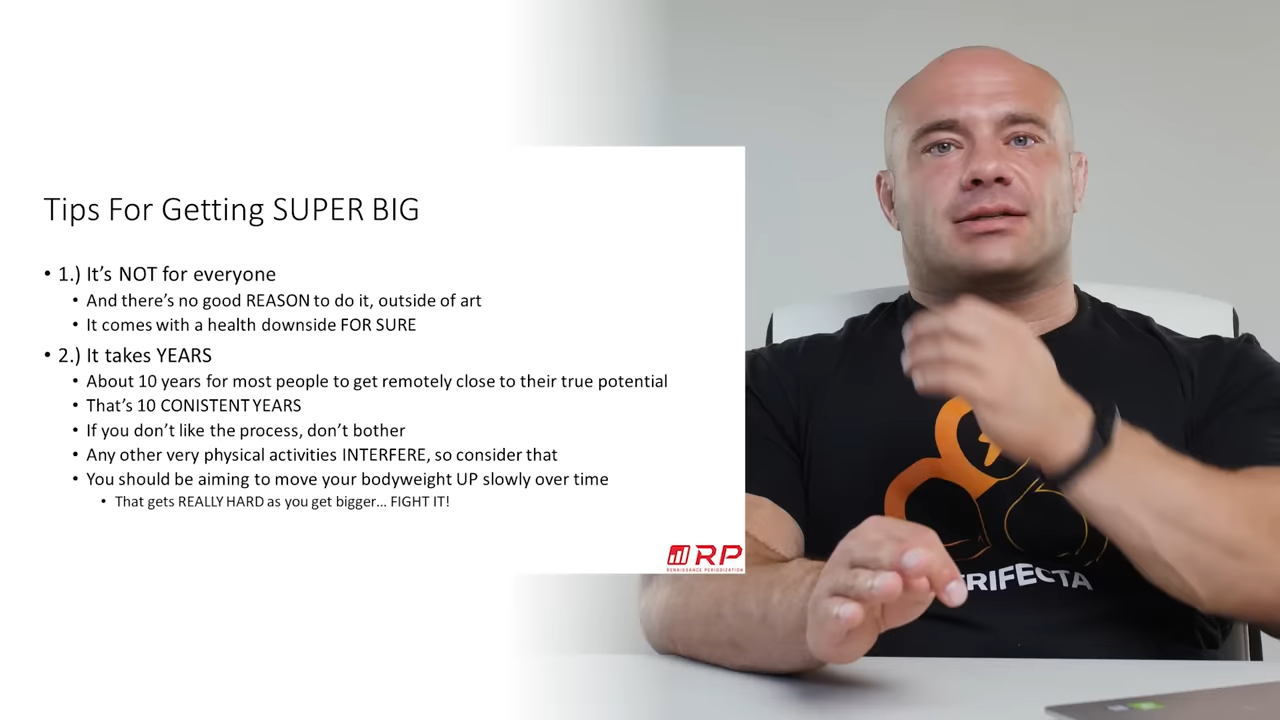 Tips For Getting SUPER BIG
• 1.) It's NOT for everyone
• And there's no good REASON to do it, outside of art
• It comes with a health downside FOR SURE
• 2.) It takes YEARS
• About 10 years for most people to get remotely close to their true potential
• That's 10 CONISTENT YEARS
• If you don't like the process, don't bother
• Any other very physical activities INTERFERE, so consider that
• You should be aiming to move your bodyweight UP slowly over time
• That gets REALLY HARD as you get bigger... FIGHT IT!
RP
RENAISSANCE PERIODIZATION
TRIFECTA